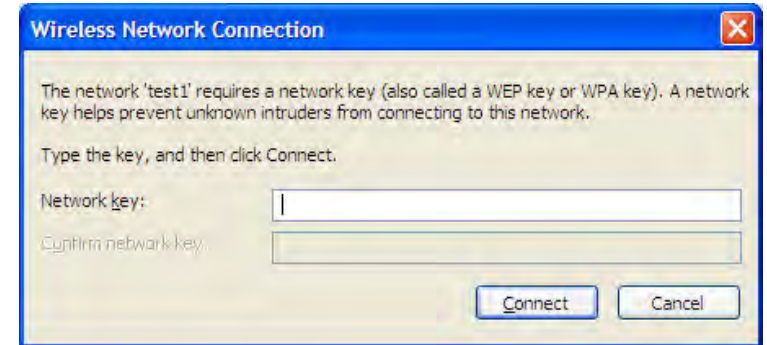 Wireless Network Connection
The network 'test1' requires a network key (also called a WEP key or WPA key). A network
key helps prevent unknown intruders from connecting to this network.
Type the key, and then click Connect.
Network key:
Confirm network key
Connect Cancel